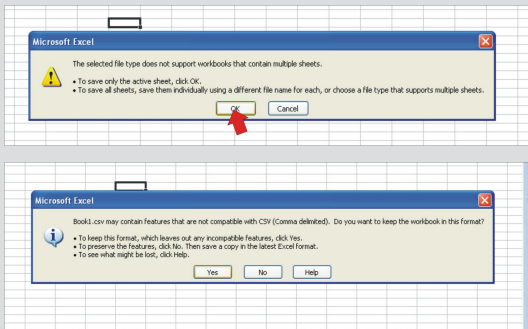 Microsoft Excel
The selected file type does not support workbooks that contain multiple sheets.
• To save only the active sheet, click OK.
• To save all sheets, save them individually using a different file name for each, or choose a file type that supports multiple sheets.
OK Cancel
Microsoft Excel
Book1.csv may contain features that are not compatible with CSV (Comma delimited). Do you want to keep the workbook in this format?
• To keep this format, which leaves out any incompatible features, click Yes.
• To preserve the features, click No. Then save a copy in the latest Excel format.
• To see what might be lost, click Help.
Yes No Help